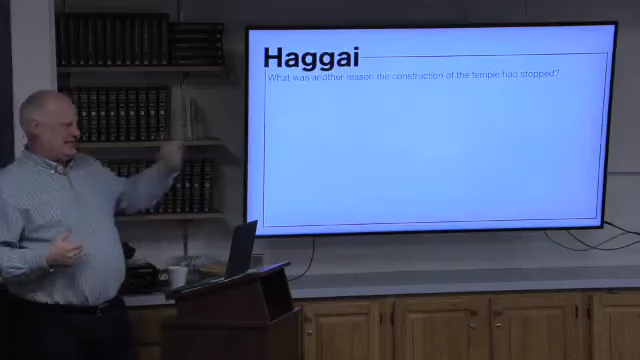 Haggai
What was another reason the construction of the temple had stopped?